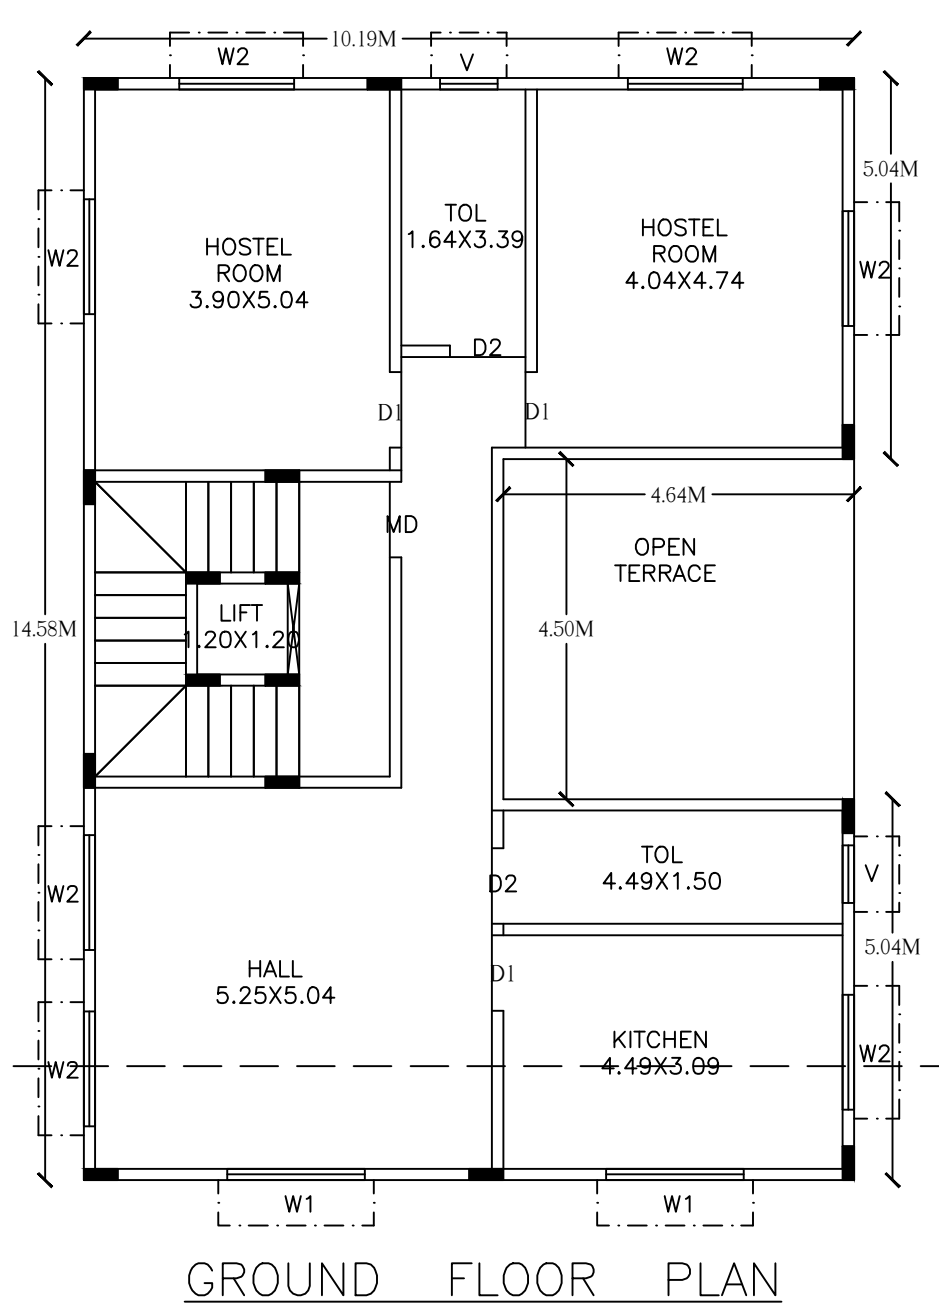 10.19M
W2
V
W2
5.04M
TOL
1.64X3.39
HOSTEL
ROOM
4.04X4.74
HOSTEL
ROOM
3.90X5.04
W2
W2
D2
D1
D1
4.64M
MD
OPEN
TERRACE
LIFT
1.20X1.20
14.58M
4.50M
TOL
4.49X1.50
V
W2
D2
5.04M
HALL
5.25X5.04
D1
KITCHEN
4.49X3.09
W2
W2
W1
W1
GROUND FLOOR PLAN